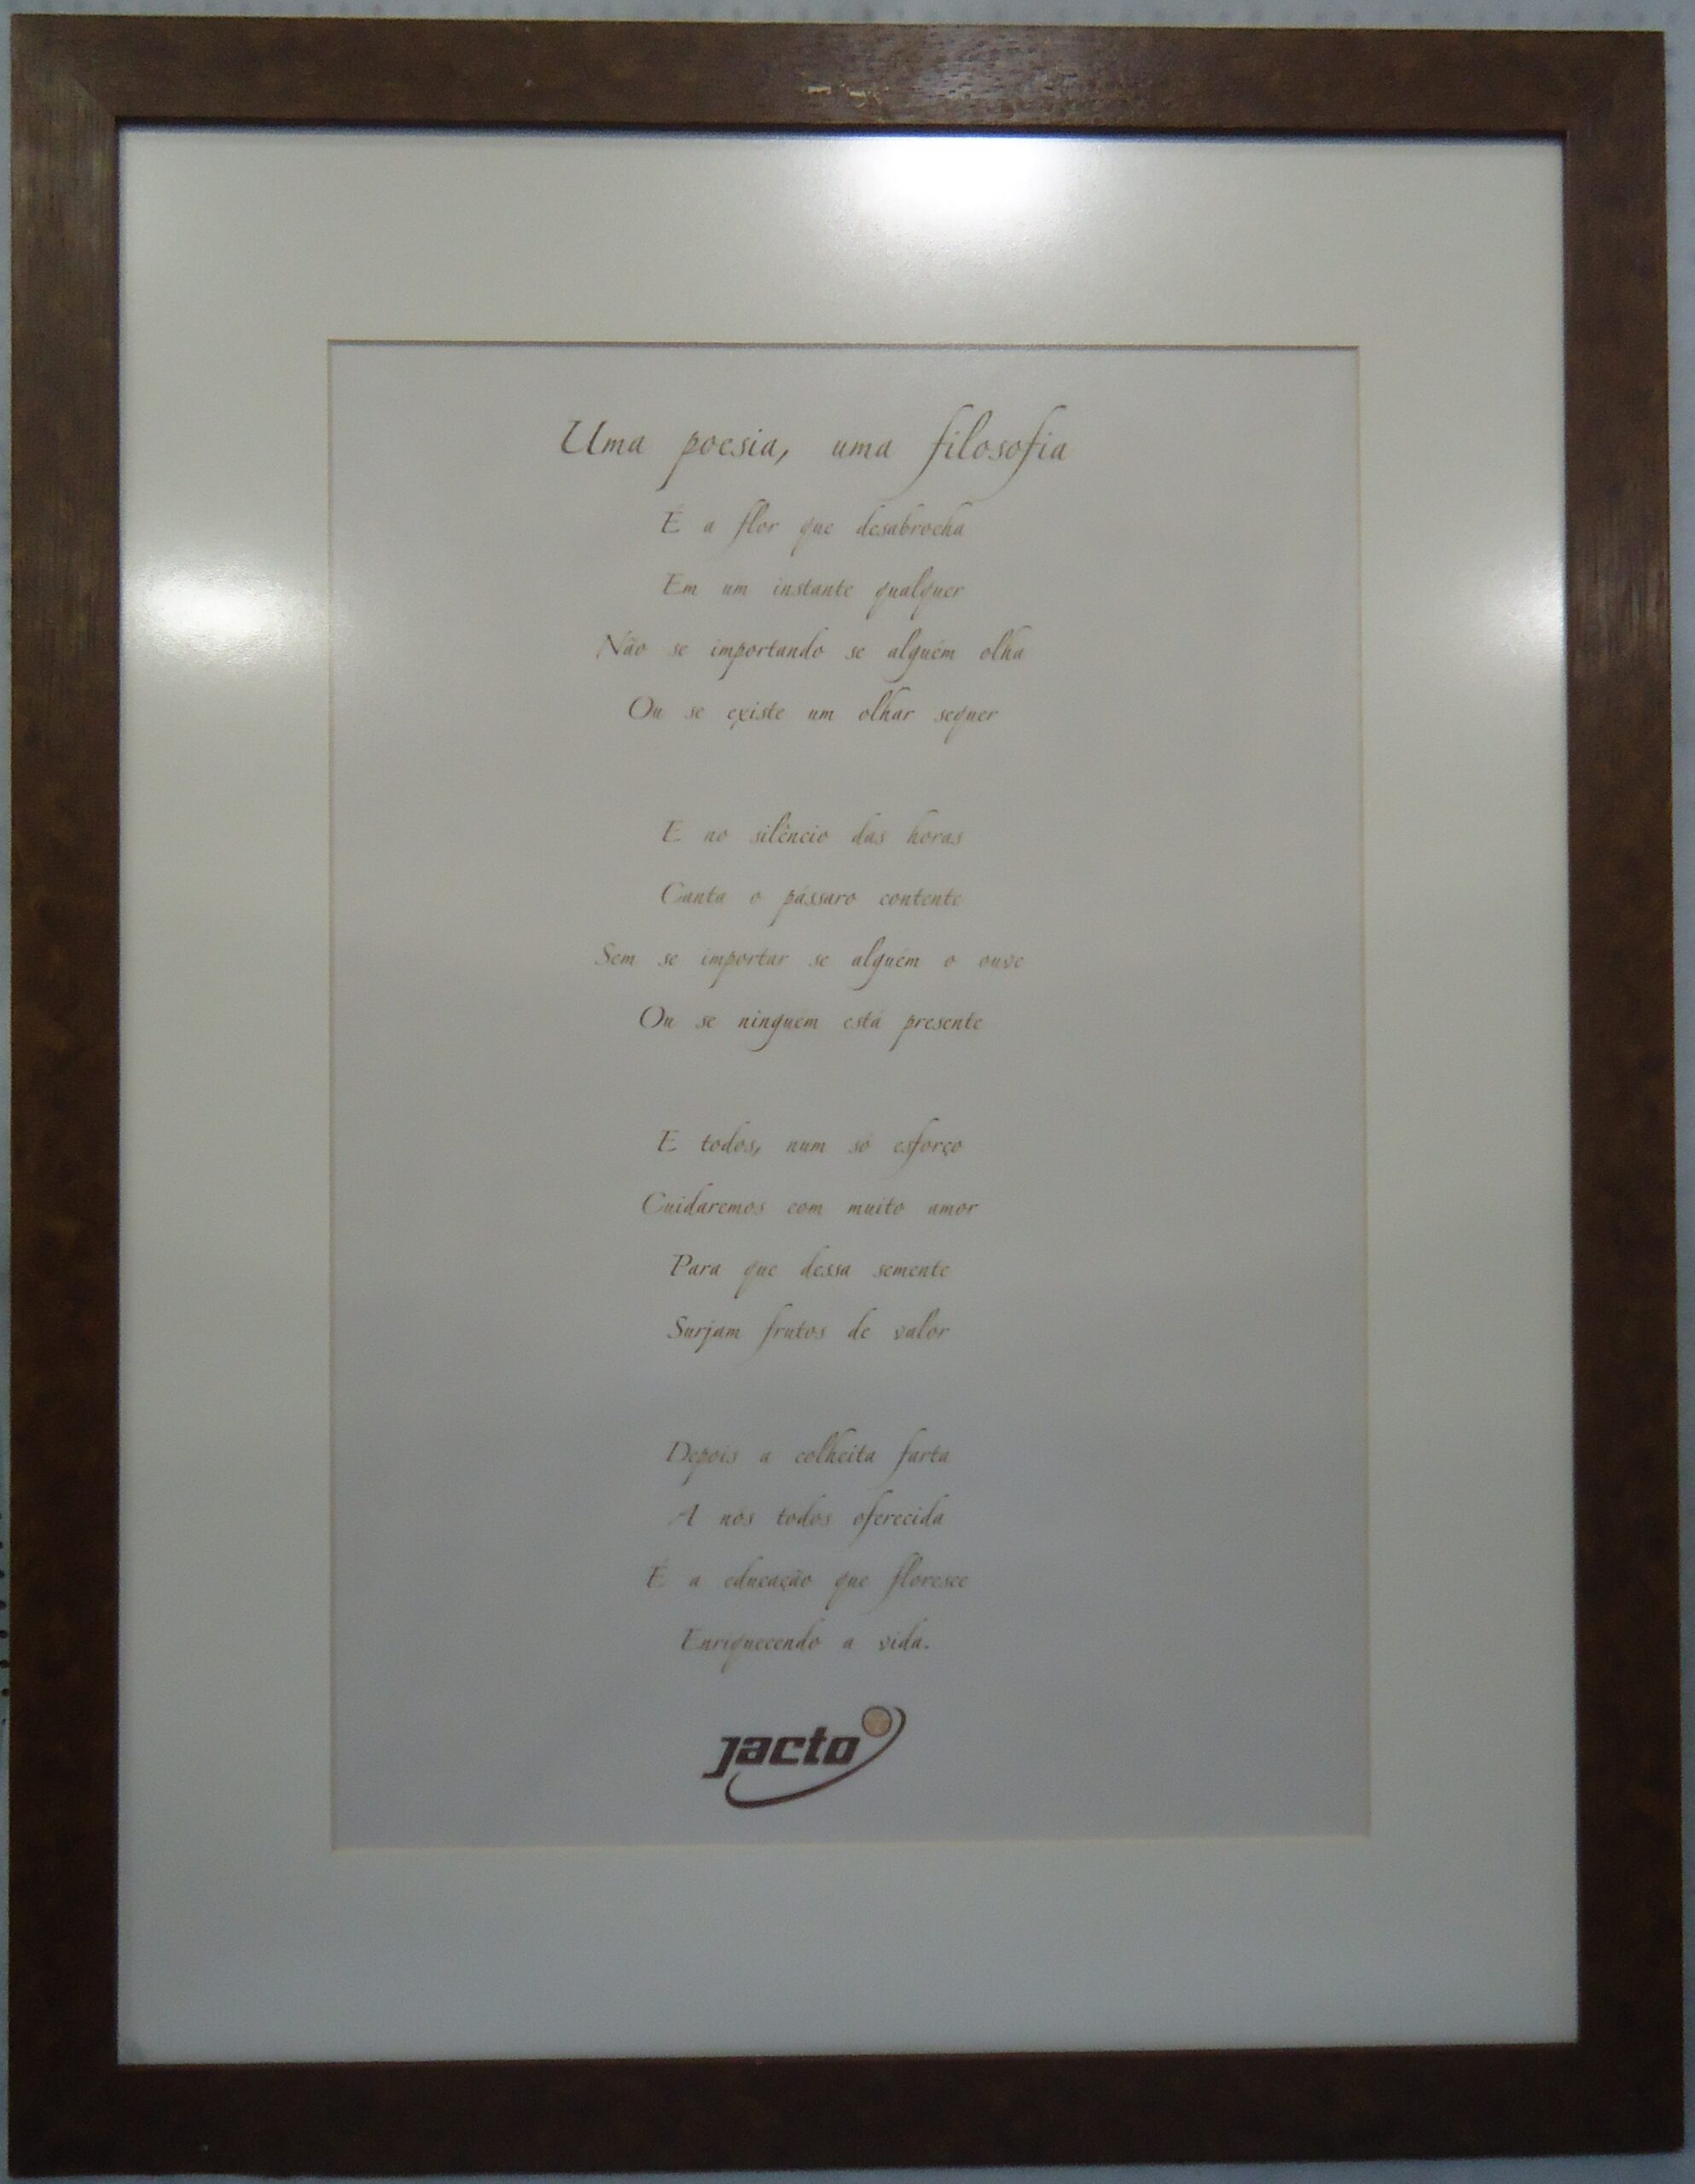 Uma poesia, uma filosofia
É a flor que desabrocha
Em um instante qualquer
Não se importando se alguém olha
Ou se existe um olhar sequer
E no silêncio das horas
Canta o pássaro contente
Sem se importar se alguém o ouve
Ou se ninguém está presente
E todos, num só esforço
Cuidaremos com muito amor
Para que dessa semente
Surjam frutos de valor
Depois a colheita farta
A nós todos oferecida
É a educação que floresce
Enriquecendo a vida.
jacto